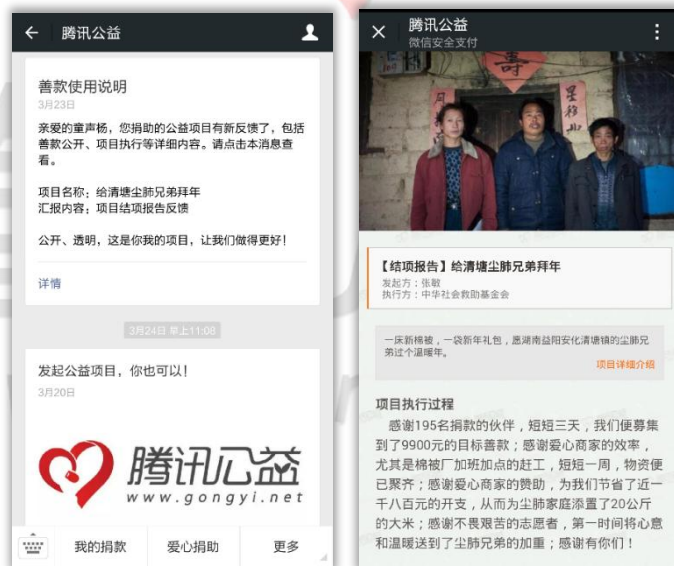 腾讯公益
善款使用说明
3月23日
亲爱的童声杨，您捐助的公益项目有新反馈了，包括
善款公开、项目执行等详细内容。请点击本消息查
看。
项目名称：给清塘尘肺兄弟拜年
汇报内容：项目结项报告反馈
公开、透明，这是你我的项目，让我们做得更好！
详情
3月24日 早上11:08
发起公益项目，你也可以！
3月20日
腾讯公益
www.gongyi.net
我的捐款
爱心捐助
更多
腾讯公益
微信安全支付
寿
星移
【结项报告】给清塘尘肺兄弟拜年
发起方：张敏
执行方：中华社会救助基金会
一床新棉被，一袋新年礼包，愿湖南益阳安化清塘镇的尘肺兄
弟过个温暖年。
项目详细介绍
项目执行过程
感谢195名捐款的伙伴，短短三天，我们便募集
到了9900元的目标善款；感谢爱心商家的效率，
尤其是棉被厂加班加点的赶工，短短一周，物资便
已聚齐；感谢爱心商家的赞助，为我们节省了近一
千八百元的开支，从而为尘肺家庭添置了20公斤
的大米；感谢不畏艰苦的志愿者，第一时间将心意
和温暖送到了尘肺兄弟的加重；感谢有你们！